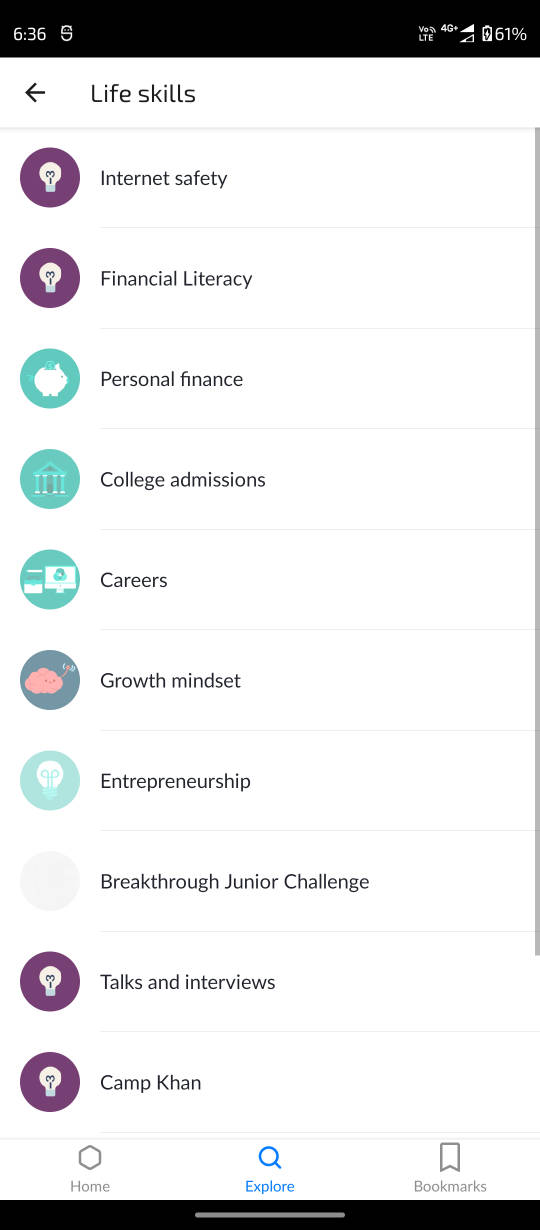 6:36
Vo LTE 4G+ 61%
Life skills
Internet safety
Financial Literacy
Personal finance
College admissions
Careers
Growth mindset
Entrepreneurship
Breakthrough Junior Challenge
Talks and interviews
Camp Khan
Home
Explore
Bookmarks